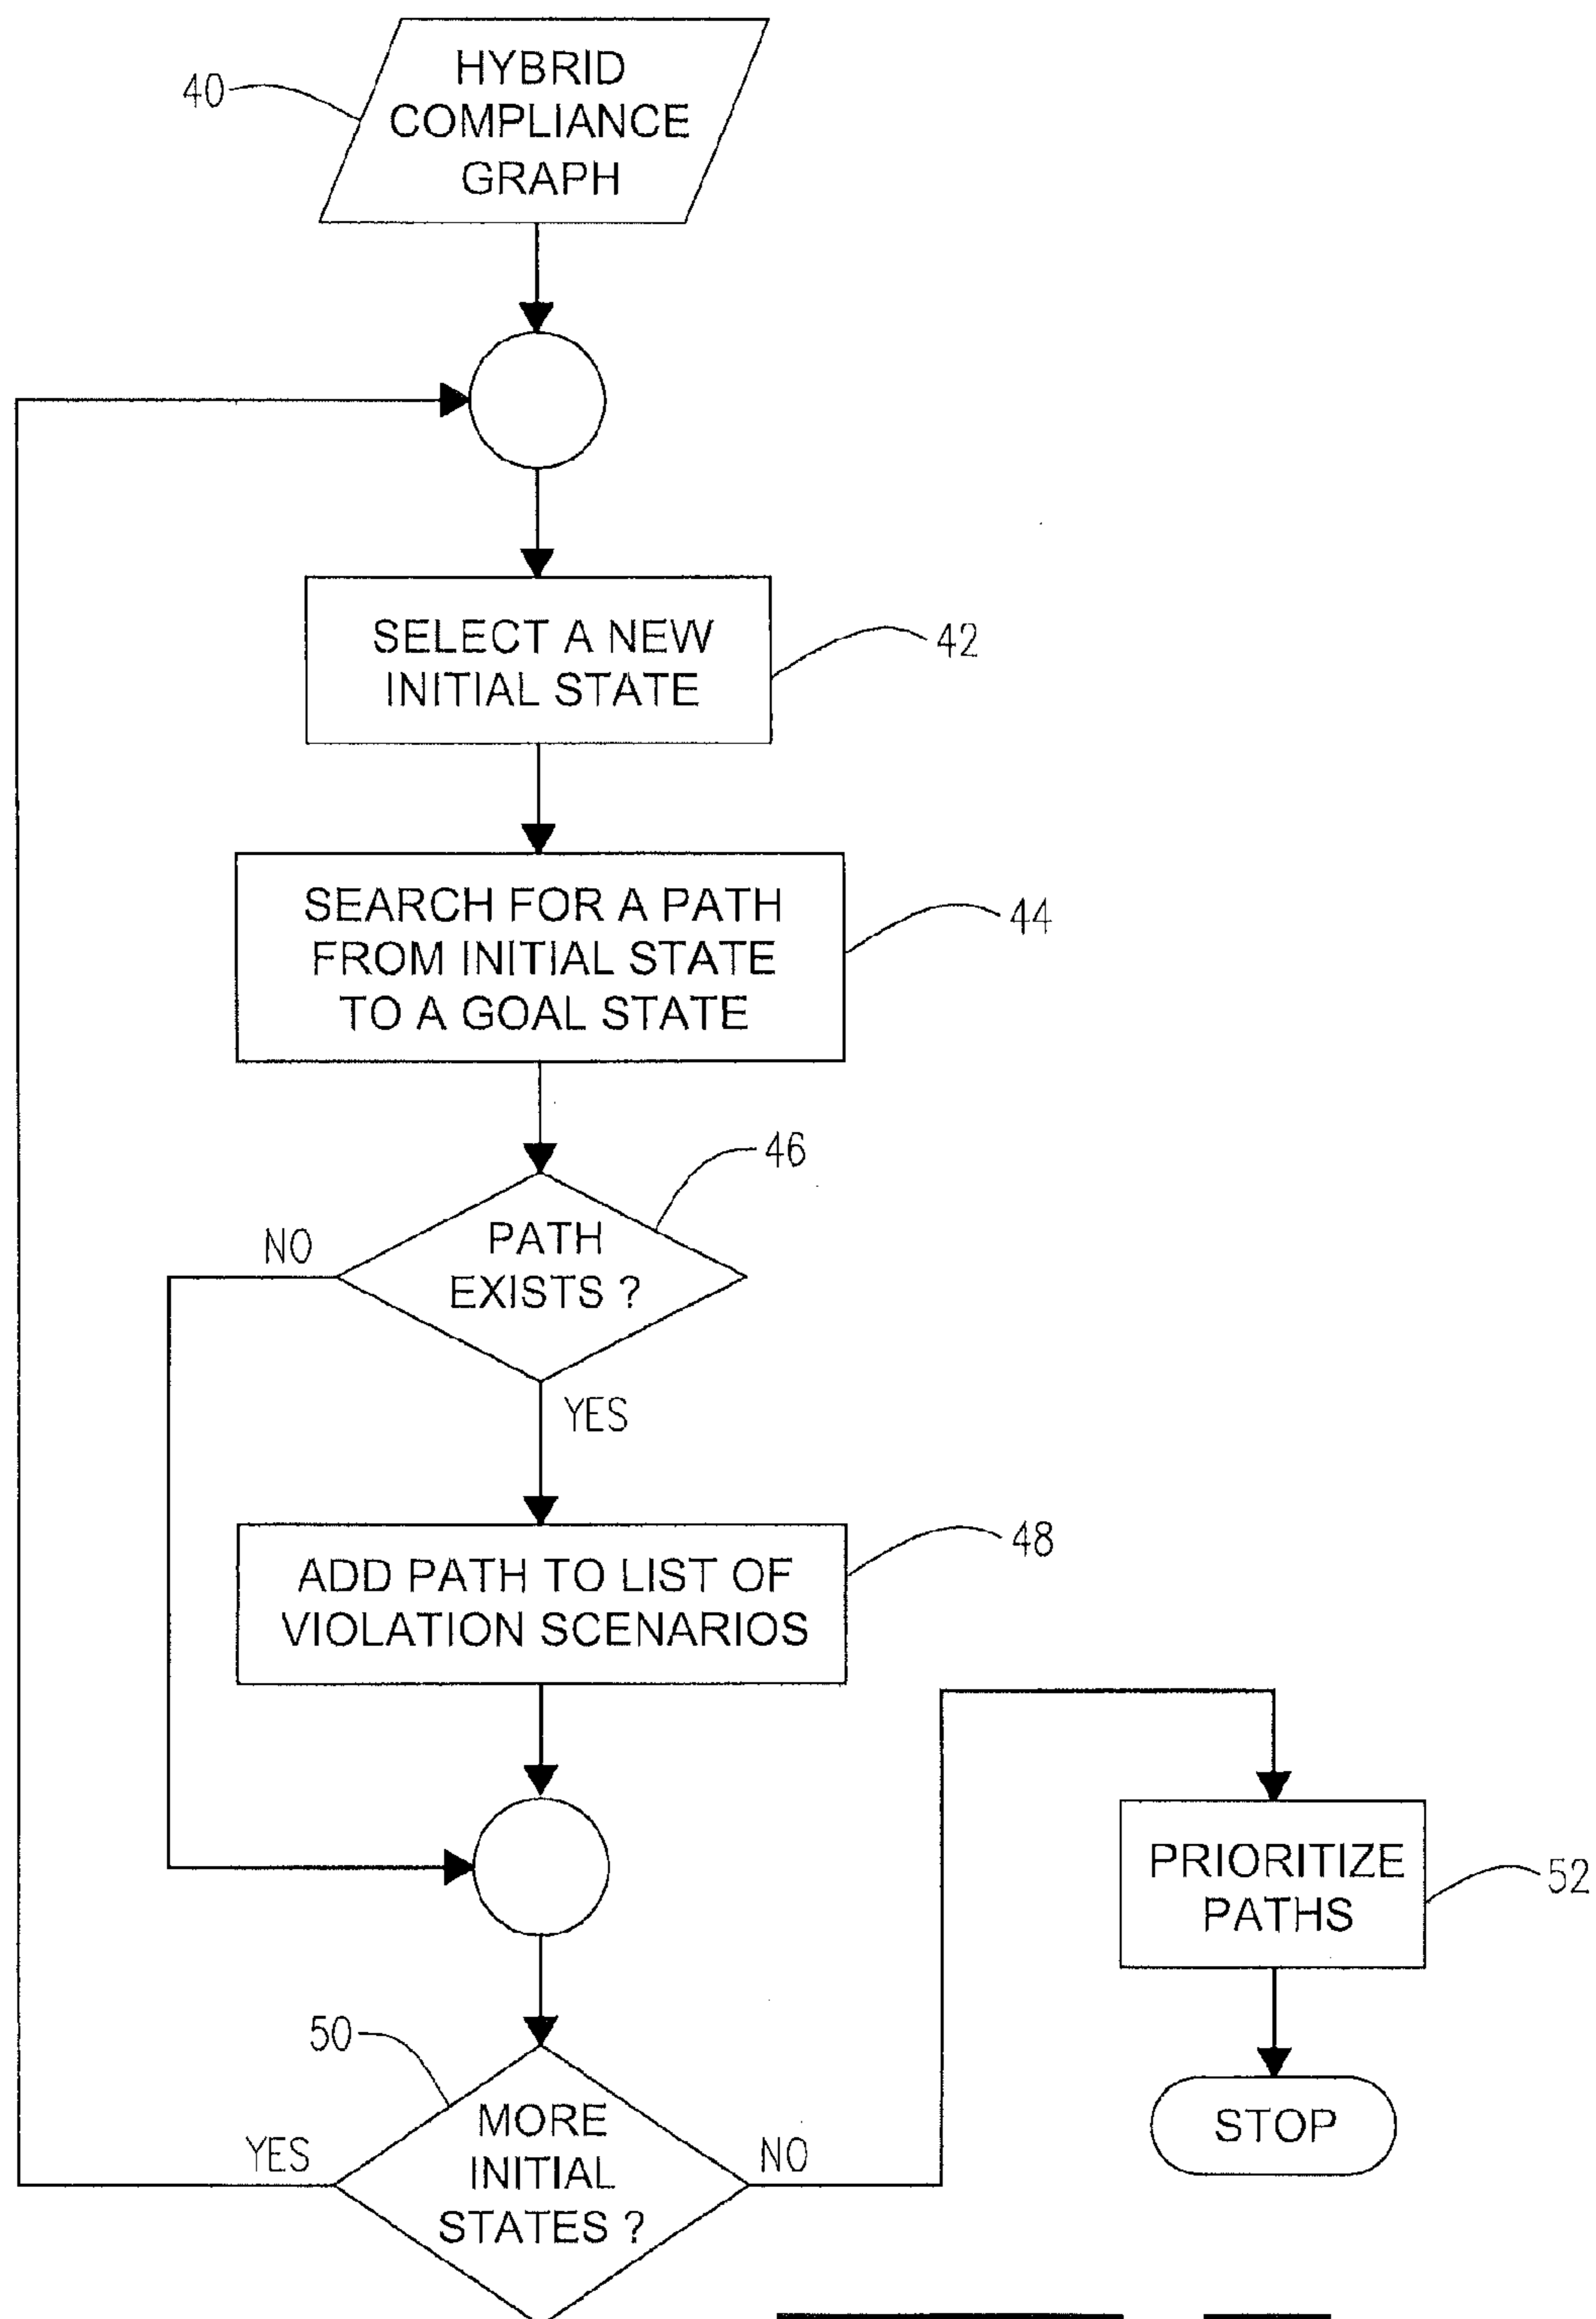 HYBRID
COMPLIANCE
GRAPH
40
SELECT A NEW
INITIAL STATE
42
SEARCH FOR A PATH
FROM INITIAL STATE
TO A GOAL STATE
44
46
PATH
EXISTS ?
NO
YES
ADD PATH TO LIST OF
VIOLATION SCENARIOS
48
PRIORITIZE
PATHS
52
50
MORE
INITIAL
STATES ?
YES
NO
STOP